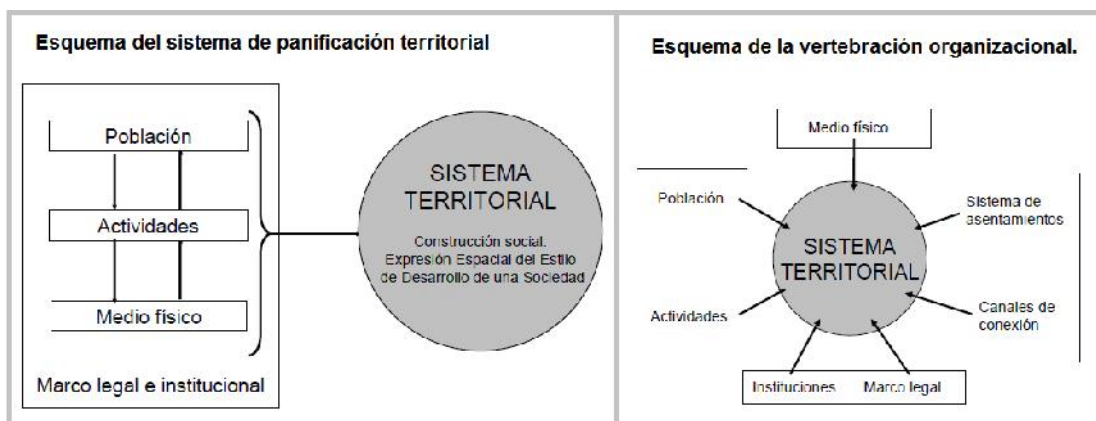 Esquema del sistema de panificación territorial
Población
Actividades
Medio físico
Marco legal e institucional
SISTEMA
TERRITORIAL
Construcción social.
Expresión Espacial del Estilo
de Desarrollo de una Sociedad
Esquema de la vertebración organizacional.
Medio físico
Población
Sistema de
asentamientos
SISTEMA
TERRITORIAL
Actividades
Canales de
conexión
Instituciones Marco legal